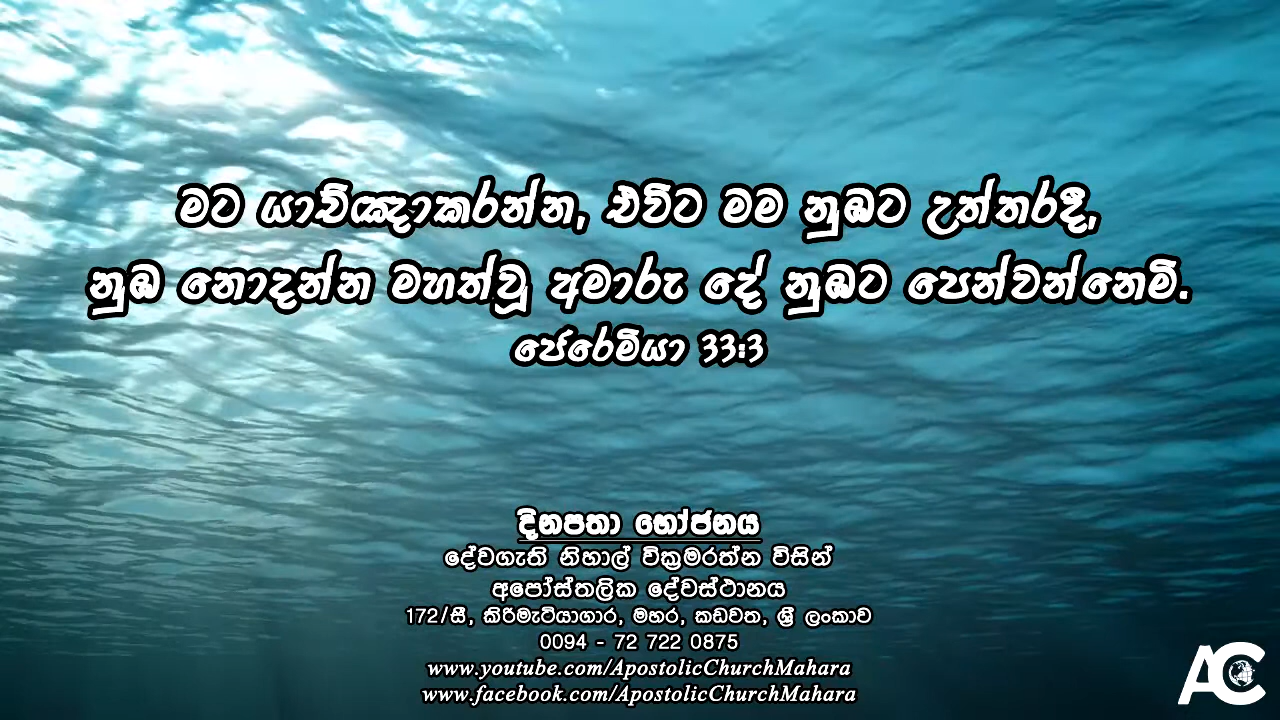 මට යාච්ඤාකරන්න, එවිට මම නුඹට උත්තරදී,
නුඹ නොදන්න මහත්වූ අමාරු දේ නුඹට පෙන්වන්නෙමි.
ජෙරෙමියා 33:3
දිනපතා භෝජනය
දේවගැති නිහාල් වික්‍රමරත්න විසින්
අපෝස්තලික දේවස්ථානය
172/සී, කිරිමැටියාගාර, මහර, කඩවත, ශ්‍රී ලංකාව
0094 - 72 722 0875
www.youtube.com/ApostolicChurchMahara
www.facebook.com/ApostolicChurchMahara
AC